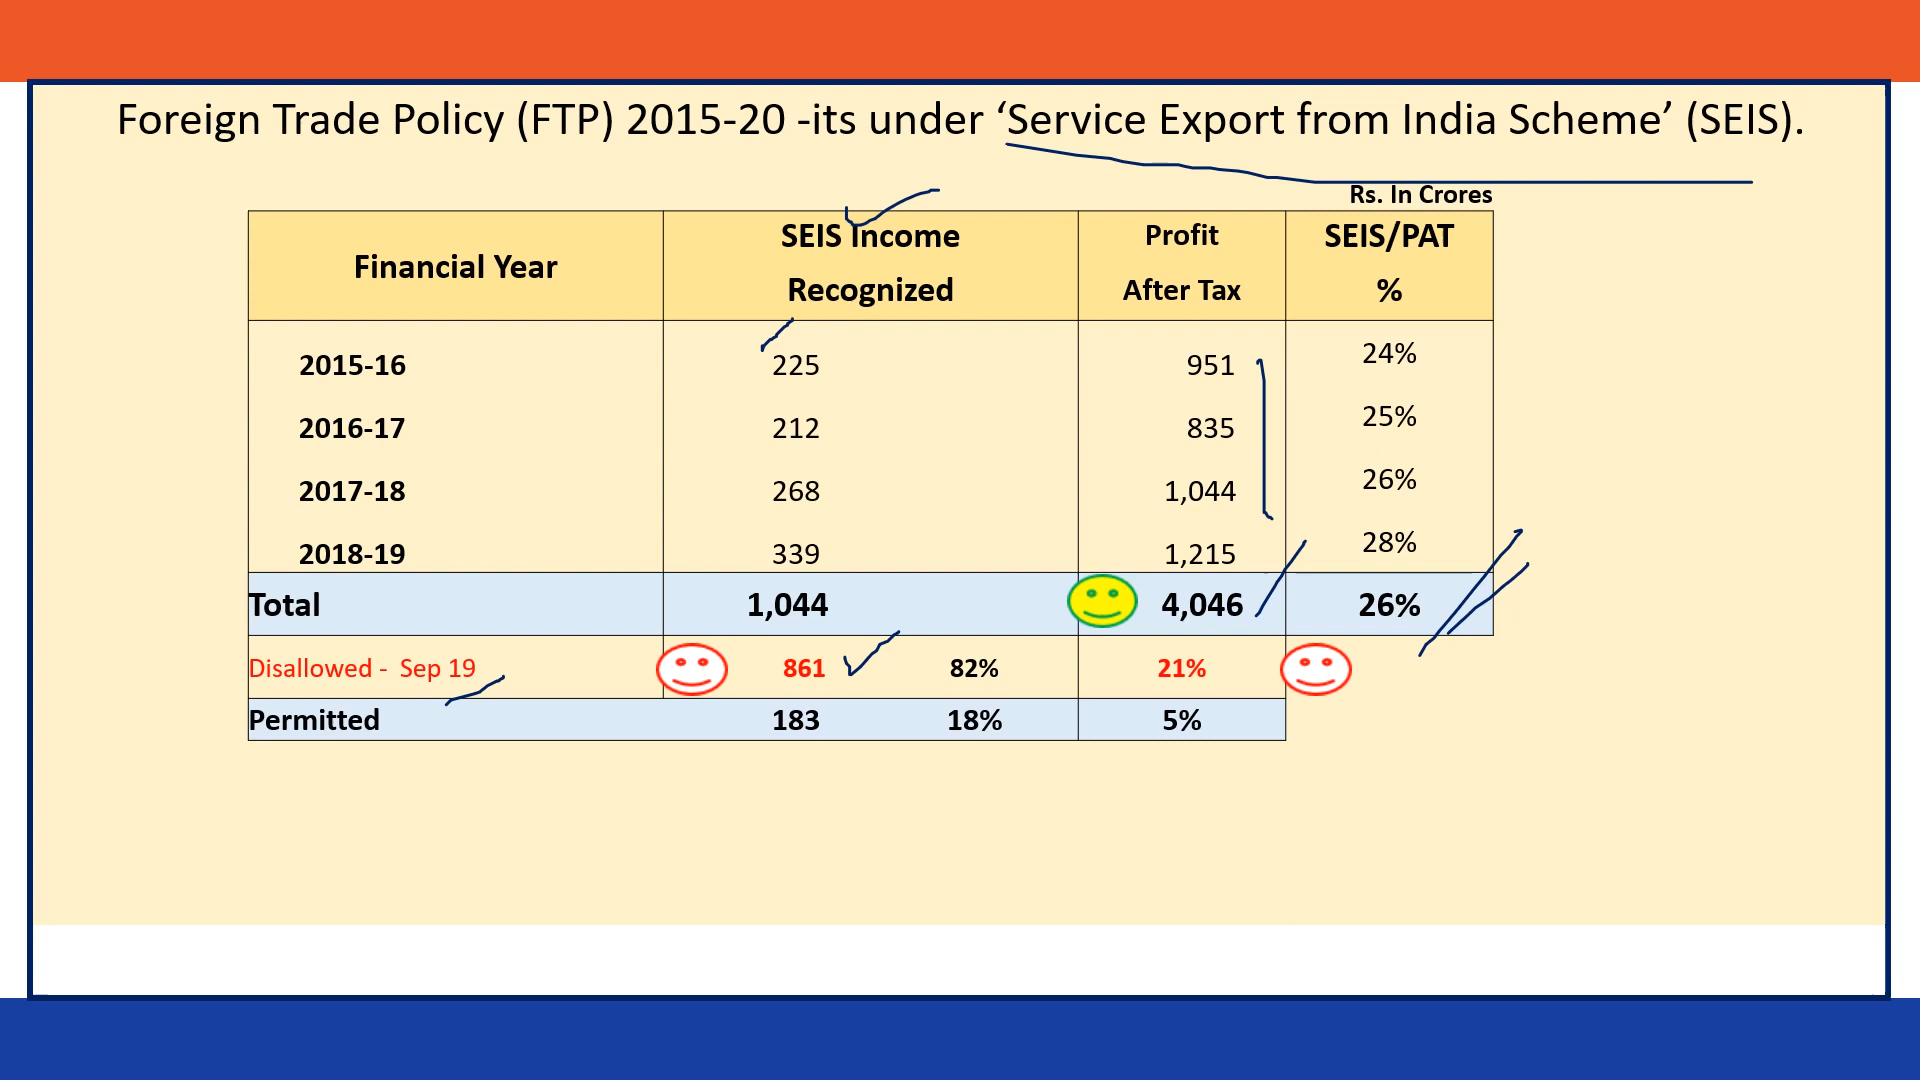 Foreign Trade Policy (FTP) 2015-20 -its under ‘Service Export from India Scheme’ (SEIS).
Rs. In Crores
Financial Year SEIS Income Recognized Profit After Tax SEIS/PAT %
2015-16 225 951 24%
2016-17 212 835 25%
2017-18 268 1,044 26%
2018-19 339 1,215 28%
Total 1,044 4,046 26%
Disallowed - Sep 19 861 82% 21%
Permitted 183 18% 5%